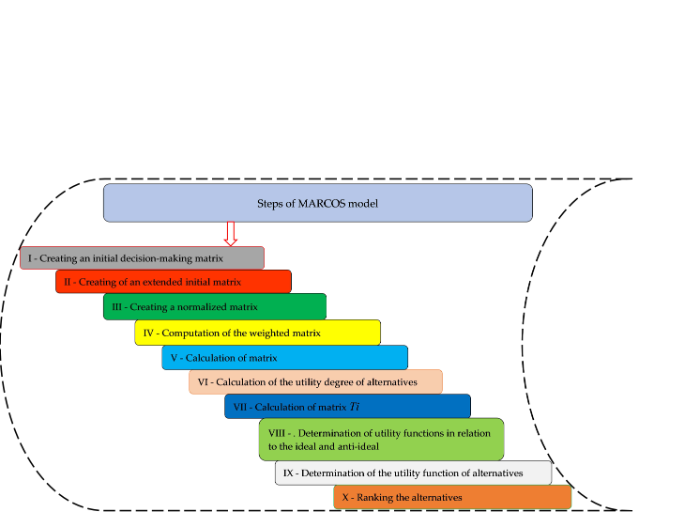 Steps of MARCOS model
I - Creating an initial decision-making matrix
II - Creating of an extended initial matrix
III - Creating a normalized matrix
IV - Computation of the weighted matrix
V - Calculation of matrix
VI - Calculation of the utility degree of alternatives
VII - Calculation of matrix Ti
VIII - . Determination of utility functions in relation
to the ideal and anti-ideal
IX - Determination of the utility function of alternatives
X - Ranking the alternatives